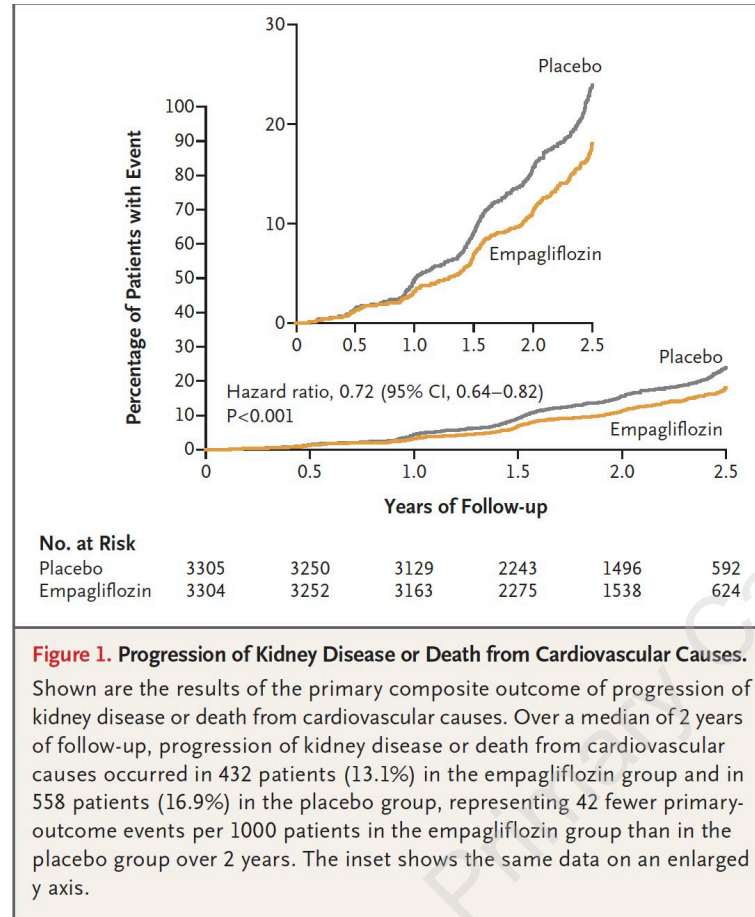 30
Placebo
100
90
20
80
70
60
10
50
Empagliflozin
40
0
30
0 0.5 1.0 1.5 2.0 2.5
Placebo
20
Hazard ratio, 0.72 (95% CI, 0.64–0.82)
10
P<0.001
Empagliflozin
0
0 0.5 1.0 1.5 2.0 2.5
Percentage of Patients with Event
Years of Follow-up
No. at Risk
Placebo 3305 3250 3129 2243 1496 592
Empagliflozin 3304 3252 3163 2275 1538 624
Figure 1. Progression of Kidney Disease or Death from Cardiovascular Causes.
Shown are the results of the primary composite outcome of progression of
kidney disease or death from cardiovascular causes. Over a median of 2 years
of follow-up, progression of kidney disease or death from cardiovascular
causes occurred in 432 patients (13.1%) in the empagliflozin group and in
558 patients (16.9%) in the placebo group, representing 42 fewer primary-
outcome events per 1000 patients in the empagliflozin group than in the
placebo group over 2 years. The inset shows the same data on an enlarged
y axis.
Primary Ca